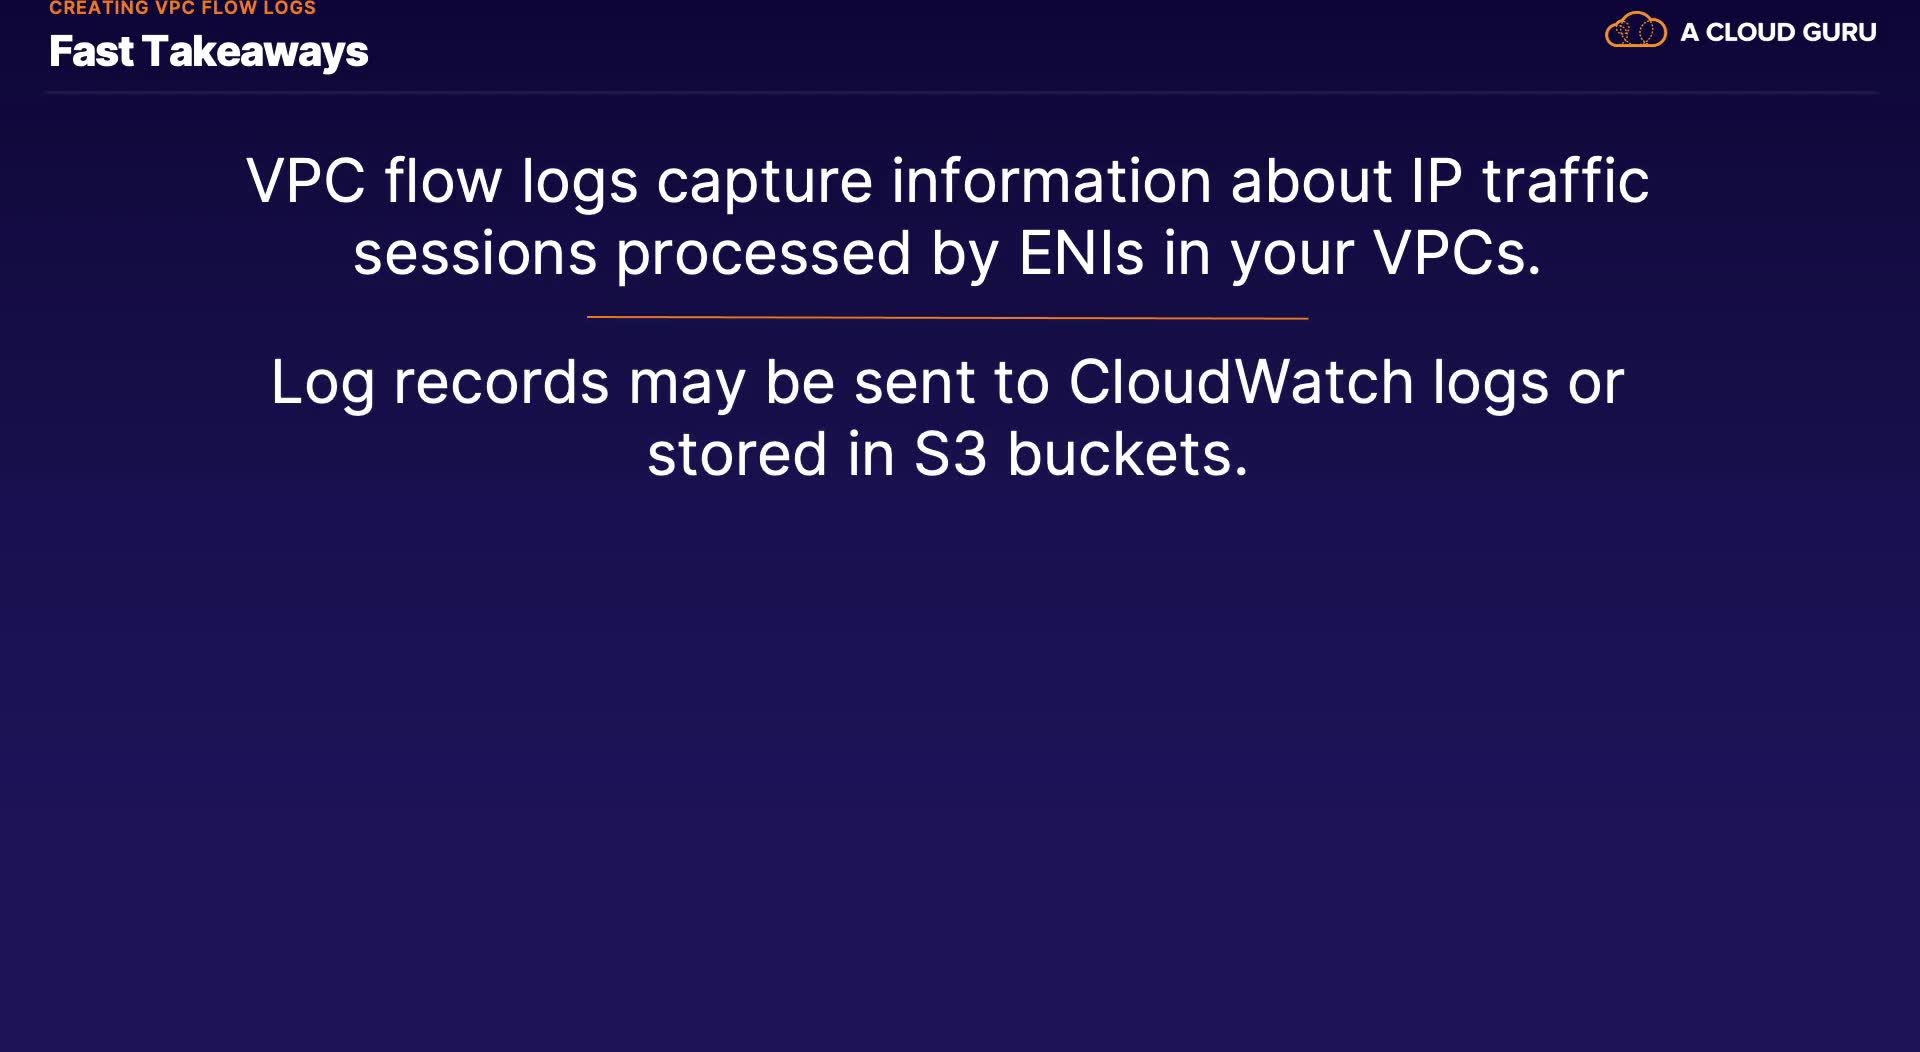 CREATING VPC FLOW LOGS
Fast Takeaways
A CLOUD GURU
VPC flow logs capture information about IP traffic
sessions processed by ENIs in your VPCs.
Log records may be sent to CloudWatch logs or
stored in S3 buckets.